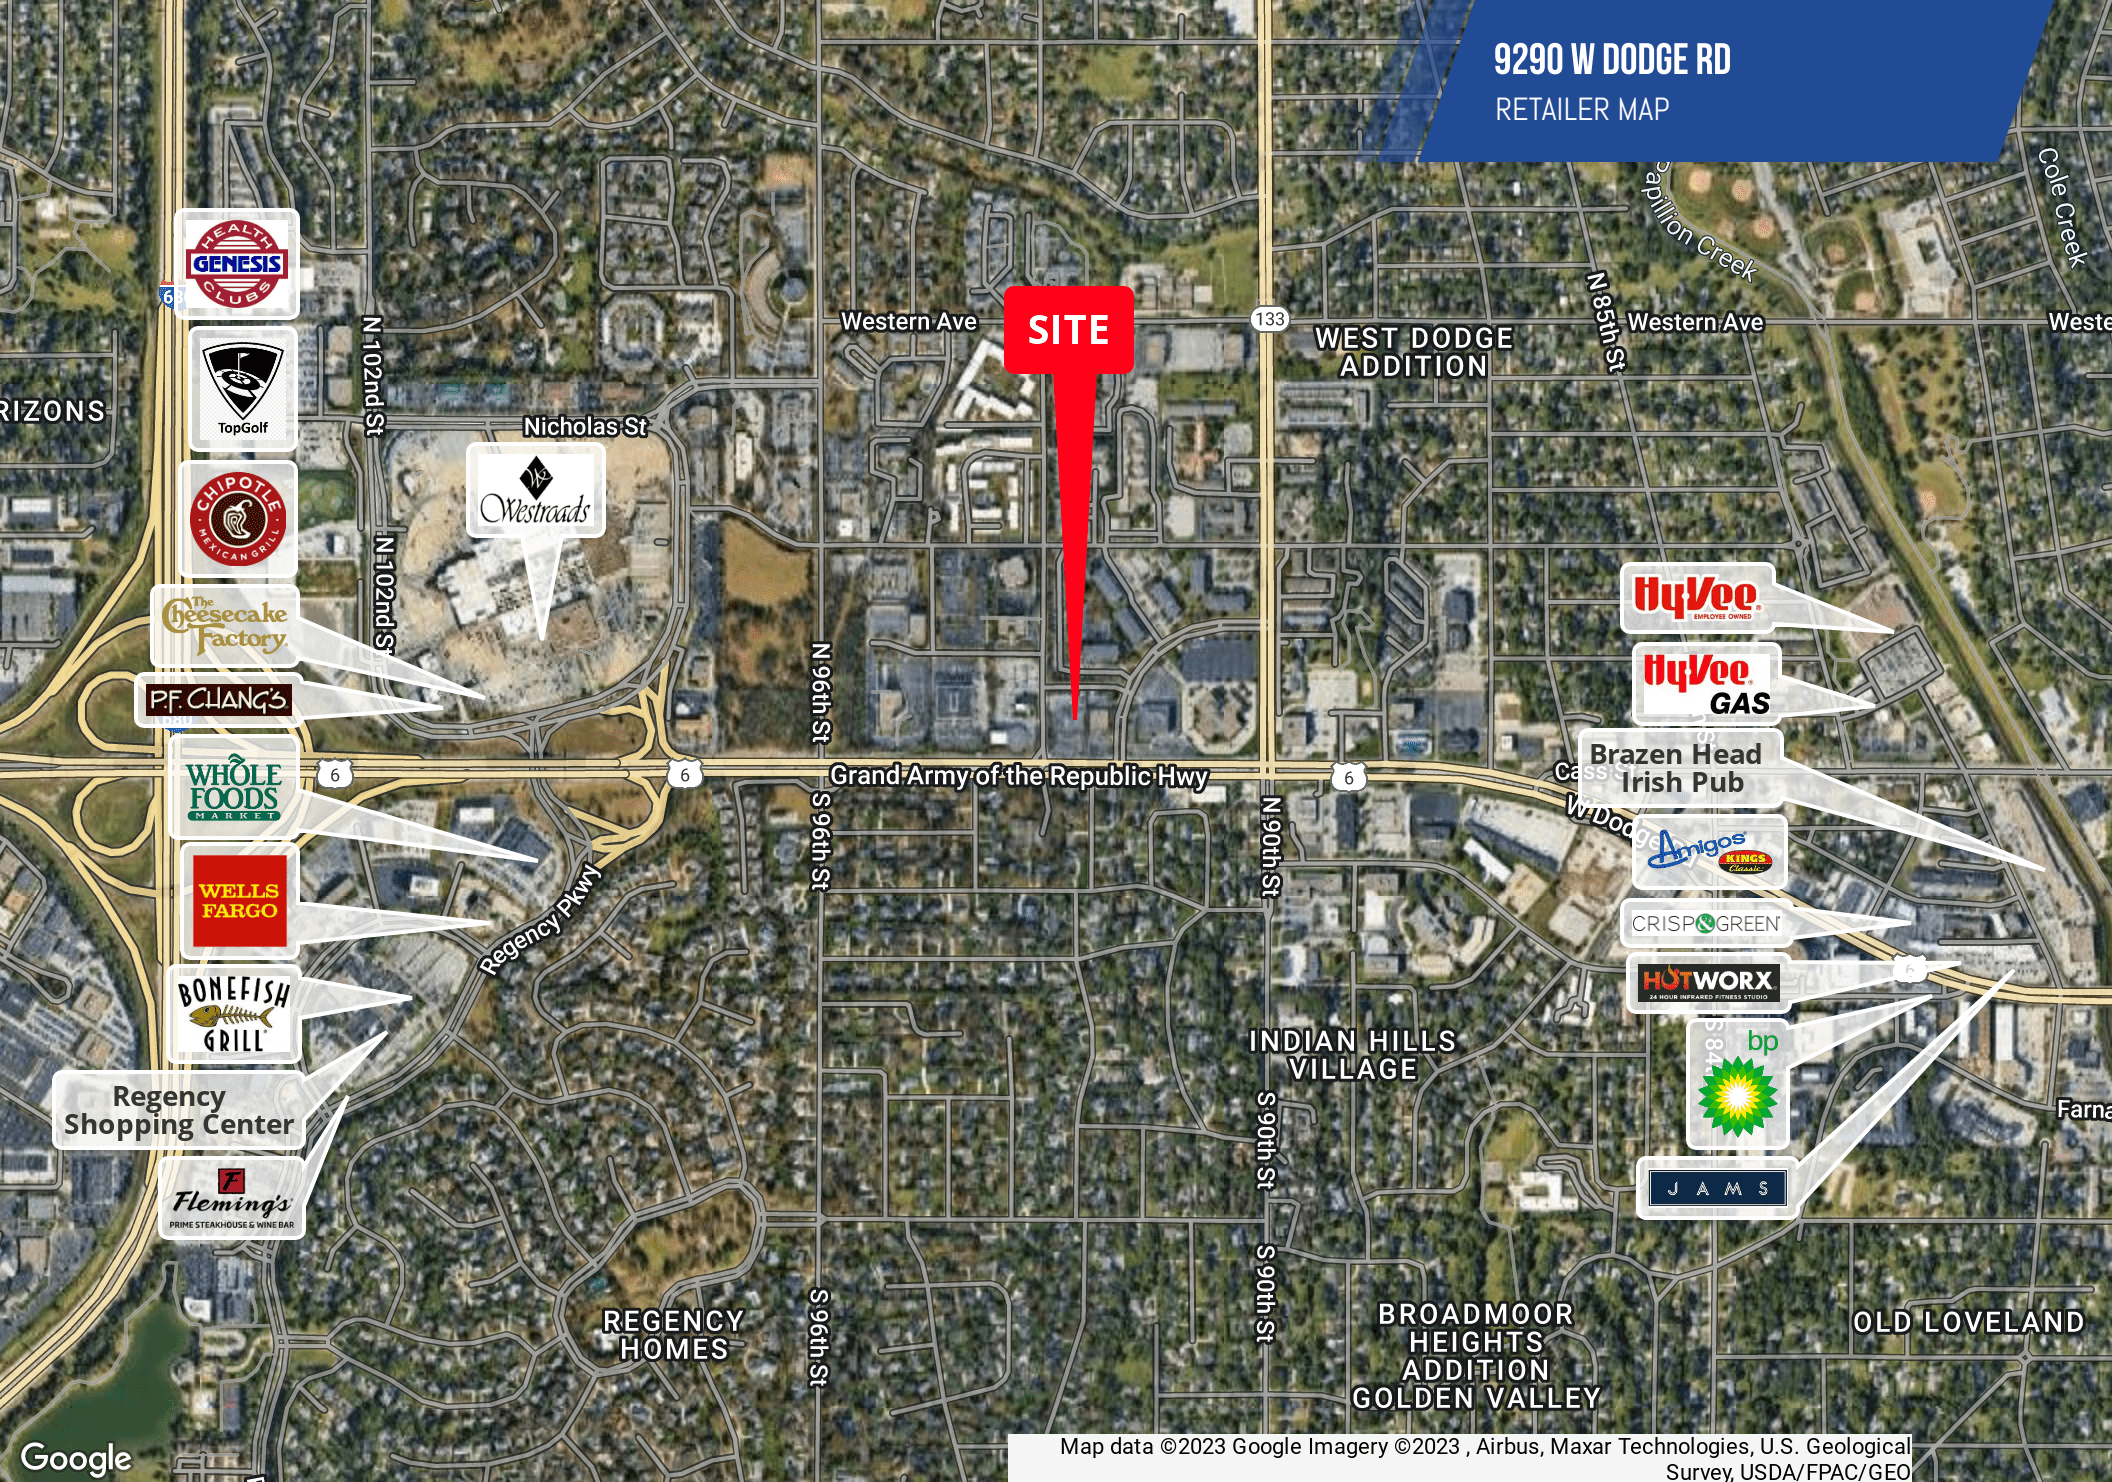 9290 W DODGE RD
RETAILER MAP
HEALTH
GENESIS
CLUBS
TopGolf
CHIPOTLE
MEXICAN GRILL
The
Cheesecake
Factory
P.F. CHANG'S
WHOLE
FOODS
MARKET
WELLS
FARGO
BONEFISH
GRILL
Regency
Shopping Center
F
Fleming's
PRIME STEAKHOUSE & WINE BAR
RIZONS
N 102nd St
N 102nd St
Nicholas St
W
Westroads
6
6
6
Regency Pkwy
REGENCY
HOMES
Western Ave
SITE
133
N 96th St
S 96th St
S 96th St
Grand Army of the Republic Hwy
N 90th St
S 90th St
S 90th St
WEST DODGE
ADDITION
N 85th St
Western Ave
Weste
Papillion Creek
Cole Creek
HyVee
EMPLOYEE OWNED
HyVee
GAS
Cass St
W Dodge
Brazen Head
Irish Pub
Amigos
KINGS
Classic
CRISP & GREEN
HOTWORX
24 HOUR INFRARED FITNESS STUDIO
6
bp
S 84
JAMS
Farna
INDIAN HILLS
VILLAGE
BROADMOOR
HEIGHTS
ADDITION
GOLDEN VALLEY
OLD LOVELAND
Google
Map data ©2023 Google Imagery ©2023 , Airbus, Maxar Technologies, U.S. Geological
Survey, USDA/FPAC/GEO